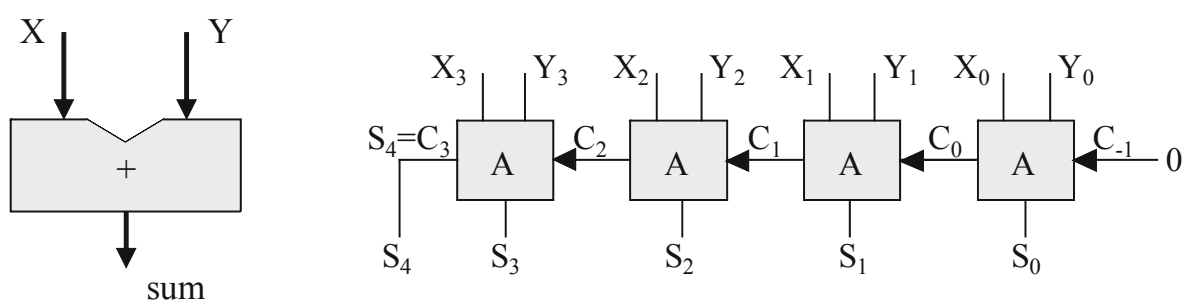 X Y
+
sum
X₃ Y₃ X₂ Y₂ X₁ Y₁ X₀ Y₀
S₄=C₃ C₂ C₁ C₀ C₋₁
A A A A 0
S₄ S₃ S₂ S₁ S₀